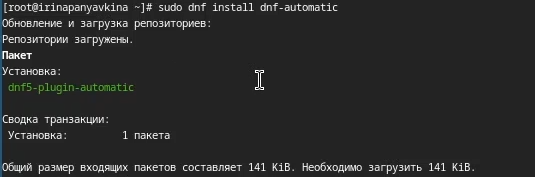 [root@irinapanyavkina ~]# sudo dnf install dnf-automatic
Обновление и загрузка репозиториев:
Репозитории загружены.
Пакет
Установка:
dnf5-plugin-automatic
Сводка транзакции:
Установка: 1 пакета
Общий размер входящих пакетов составляет 141 KiB. Необходимо загрузить 141 KiB.